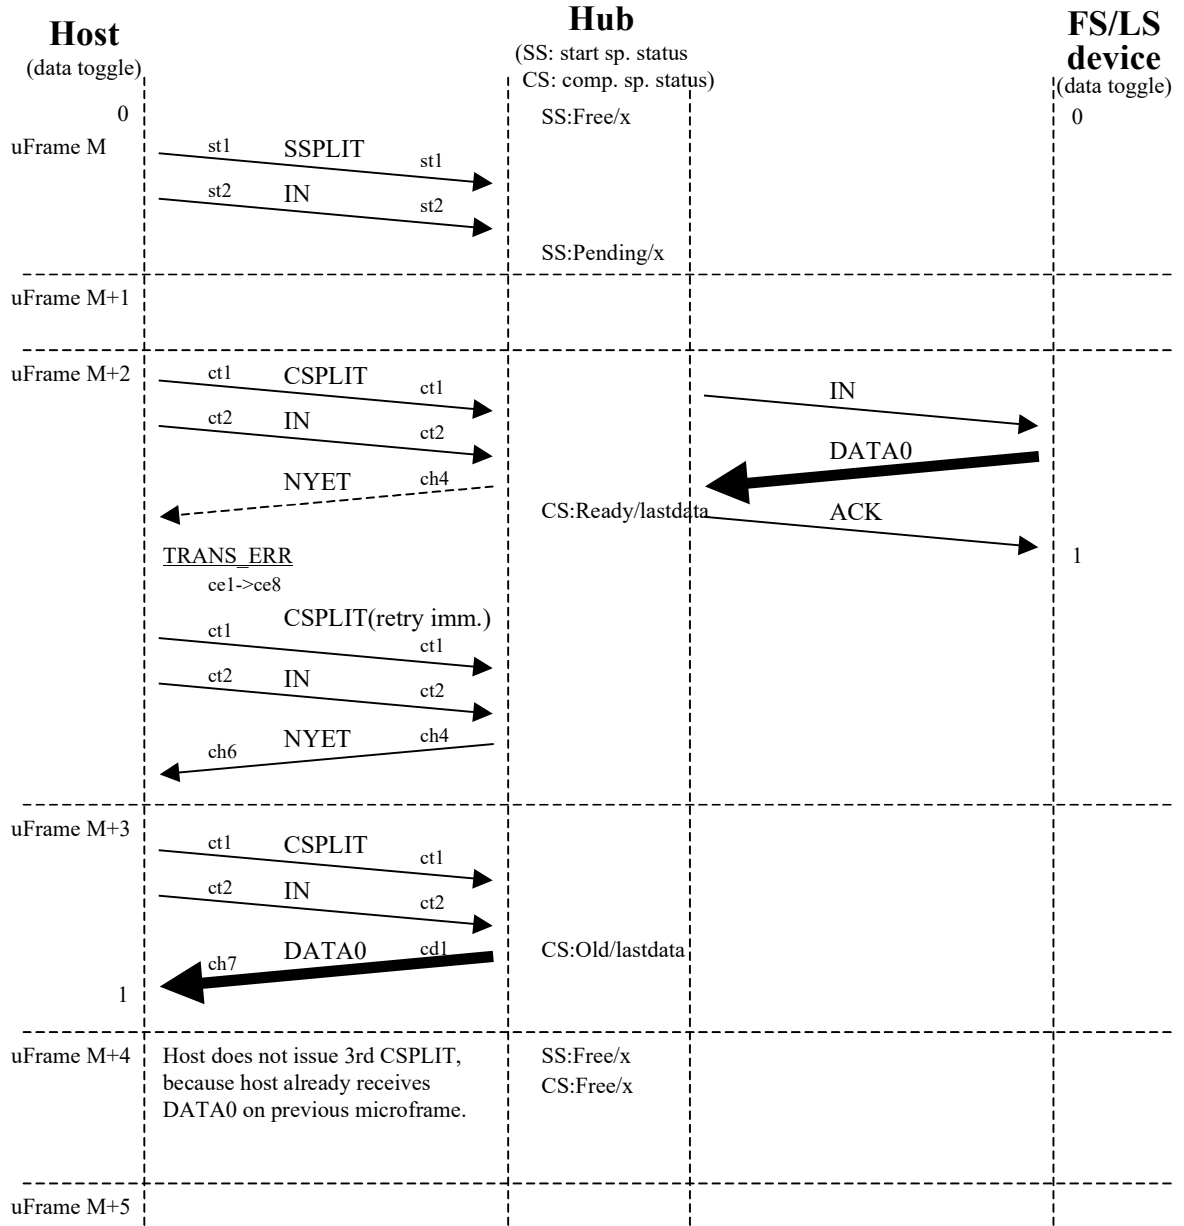 Host
(data toggle)
Hub
(SS: start sp. status
CS: comp. sp. status)
FS/LS
device
(data toggle)
0
SS:Free/x
0
uFrame M
st1
SSPLIT
st1
st2
IN
st2
SS:Pending/x
uFrame M+1
uFrame M+2
ct1
CSPLIT
ct1
ct2
IN
ct2
NYET
ch4
IN
DATA0
CS:Ready/lastdata
ACK
TRANS_ERR
ce1->ce8
1
CSPLIT(retry imm.)
ct1
ct1
ct2
IN
ct2
NYET
ch4
ch6
uFrame M+3
ct1
CSPLIT
ct1
ct2
IN
ct2
DATA0
cd1
ch7
CS:Old/lastdata
1
uFrame M+4
Host does not issue 3rd CSPLIT,
because host already receives
DATA0 on previous microframe.
SS:Free/x
CS:Free/x
uFrame M+5